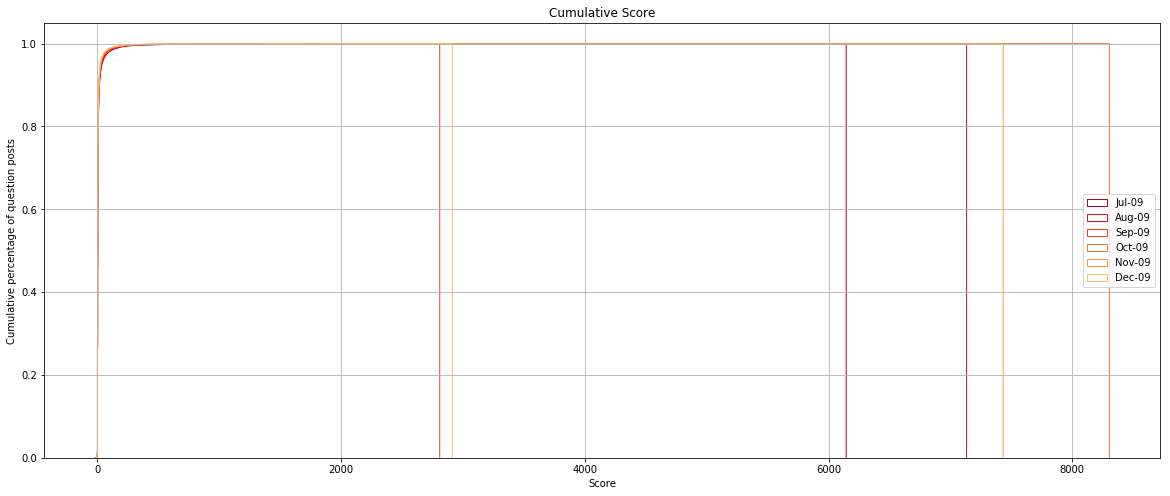 Cumulative Score
Cumulative percentage of question posts
1.0
0.8
0.6
0.4
0.2
0.0
0
2000
4000
6000
8000
Score
Jul-09
Aug-09
Sep-09
Oct-09
Nov-09
Dec-09